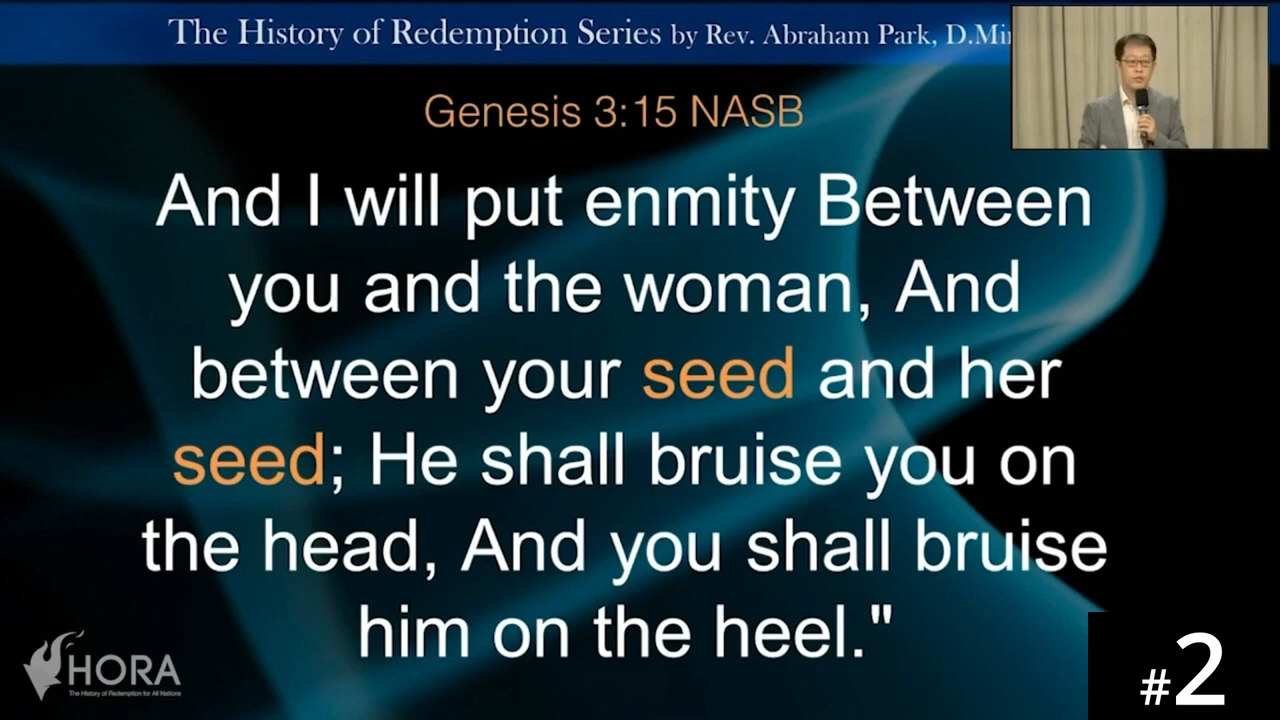 The History of Redemption Series by Rev. Abraham Park, D.Min
Genesis 3:15 NASB
And I will put enmity Between
you and the woman, And
between your seed and her
seed; He shall bruise you on
the head, And you shall bruise
him on the heel."
HORA
The History of Redemption for All Nations
#2